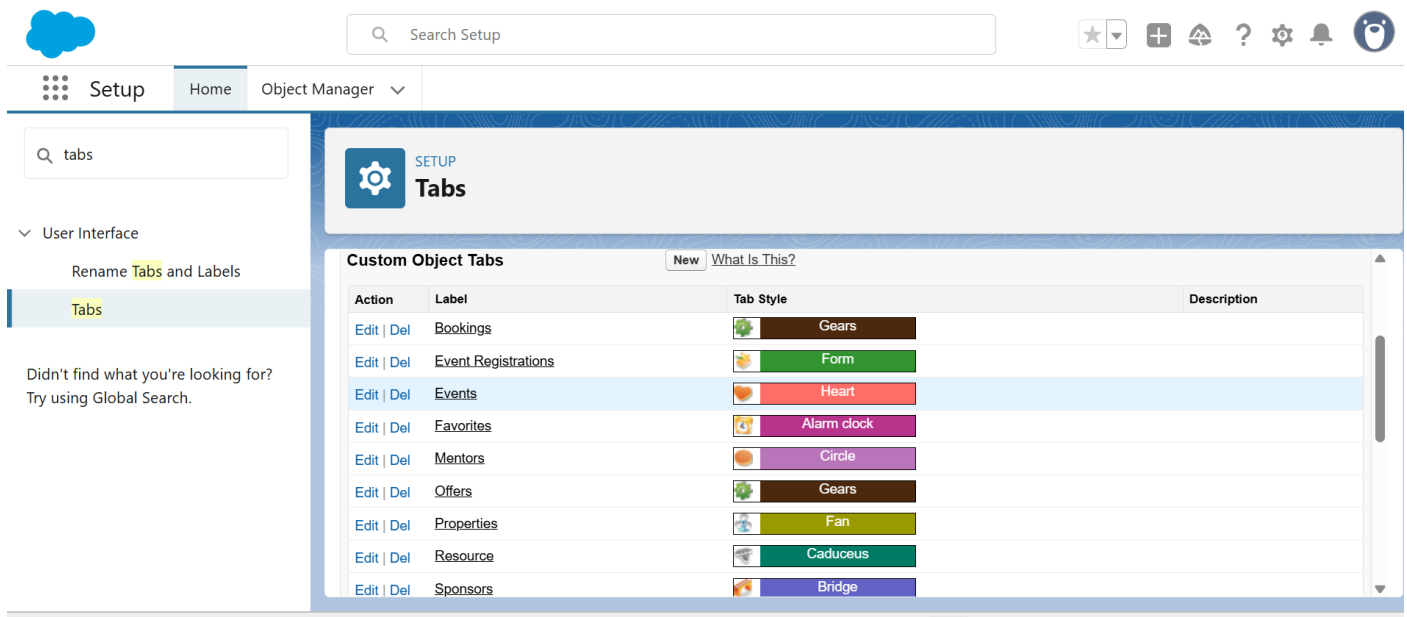 Search Setup
Setup Home Object Manager
tabs
User Interface
Rename Tabs and Labels
Tabs
Didn't find what you're looking for?
Try using Global Search.
SETUP
Tabs
Custom Object Tabs New What Is This?
Action Label Tab Style Description
Edit | Del Bookings Gears
Edit | Del Event Registrations Form
Edit | Del Events Heart
Edit | Del Favorites Alarm clock
Edit | Del Mentors Circle
Edit | Del Offers Gears
Edit | Del Properties Fan
Edit | Del Resource Caduceus
Edit | Del Sponsors Bridge